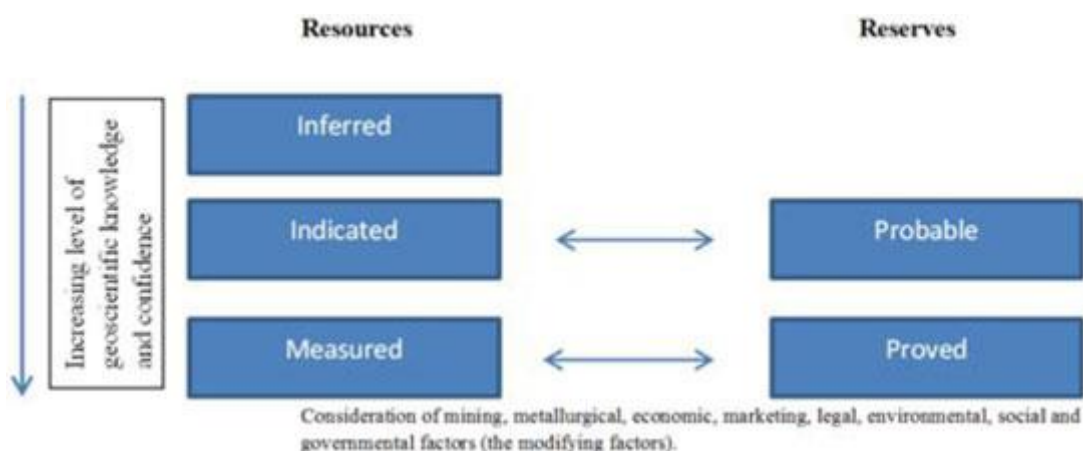 Resources
Reserves
Increasing level of
geoscientific knowledge
and confidence
Inferred
Indicated
Probable
Measured
Proved
Consideration of mining, metallurgical, economic, marketing, legal, environmental, social and
governmental factors (the modifying factors).